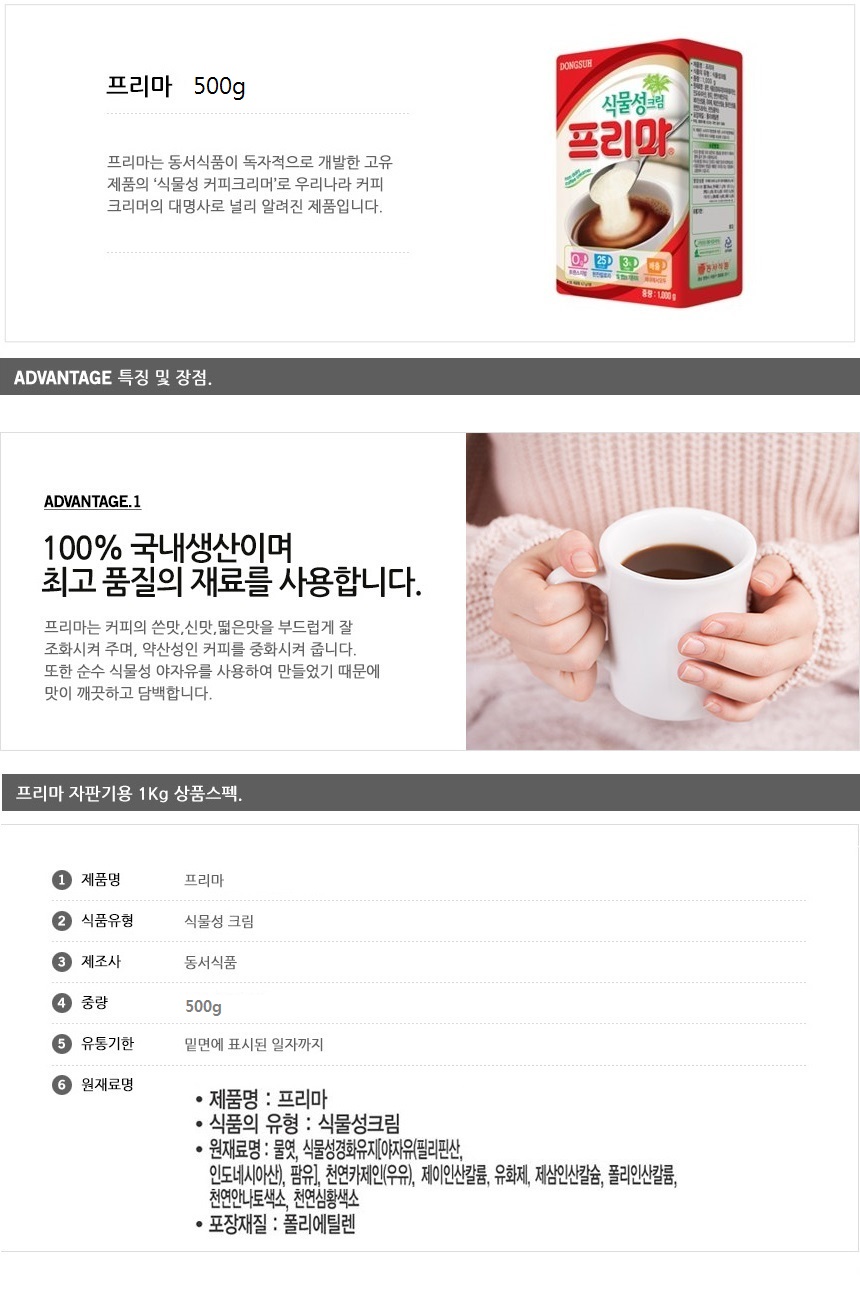 프리마 500g
프리마는 동서식품이 독자적으로 개발한 고유
제품의 '식물성 커피크리머'로 우리나라 커피
크리머의 대명사로 널리 알려진 제품입니다.
DONGSUH
식물성크림
프리마®
중량 : 1,000 g
ADVANTAGE 특징 및 장점.
ADVANTAGE.1
100% 국내생산이며
최고 품질의 재료를 사용합니다.
프리마는 커피의 쓴맛,신맛,떫은맛을 부드럽게 잘
조화시켜 주며, 약산성인 커피를 중화시켜 줍니다.
또한 순수 식물성 야자유를 사용하여 만들었기 때문에
맛이 깨끗하고 담백합니다.
프리마 자판기용 1Kg 상품스펙.
1 제품명 프리마
2 식품유형 식물성 크림
3 제조사 동서식품
4 중량 500g
5 유통기한 밑면에 표시된 일자까지
6 원재료명
• 제품명 : 프리마
• 식품의 유형 : 식물성크림
• 원재료명 : 물엿, 식물성경화유지[야자유(필리핀산,
인도네시아산), 팜유], 천연카제인(우유), 제이인산칼륨, 유화제, 제삼인산칼슘, 폴리인산칼륨,
천연안나토색소, 천연심황색소
• 포장재질 : 폴리에틸렌